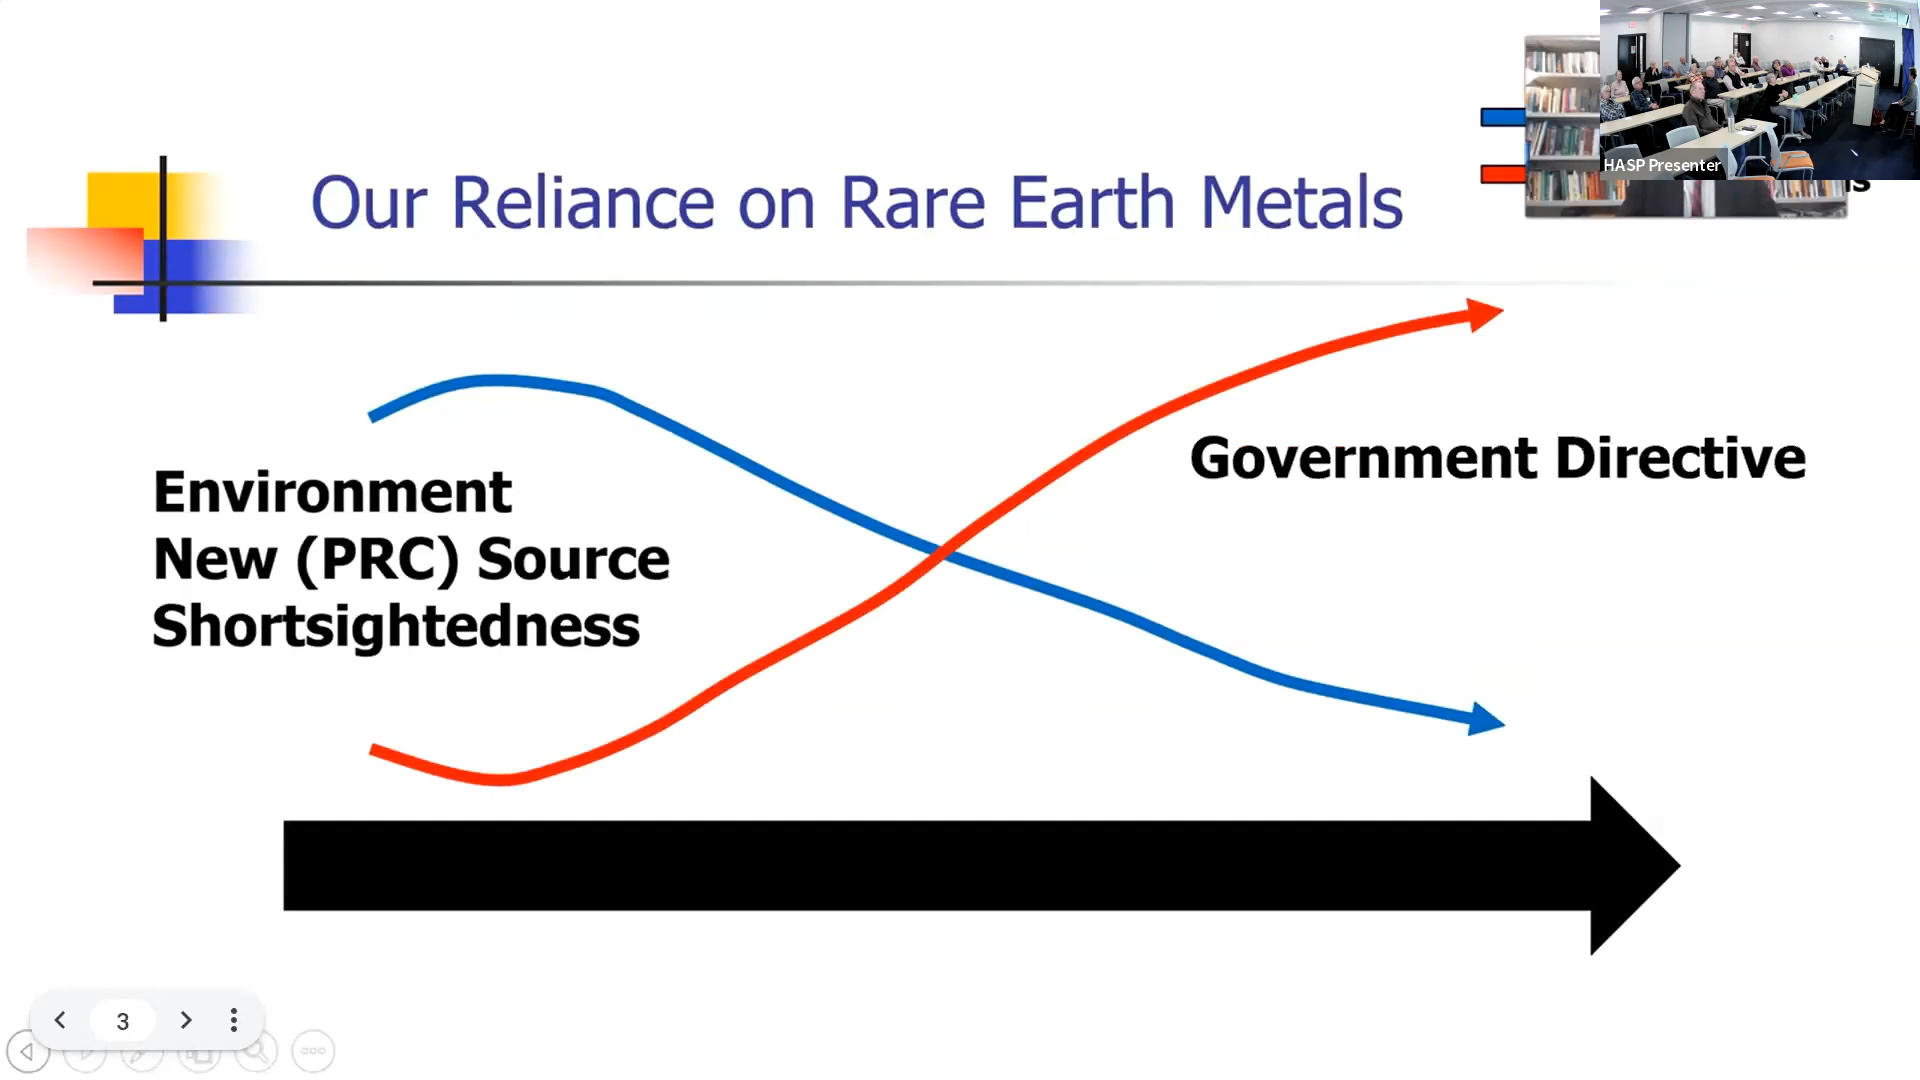 HASP Presenter
Our Reliance on Rare Earth Metals
Government Directive
Environment
New (PRC) Source
Shortsightedness
3